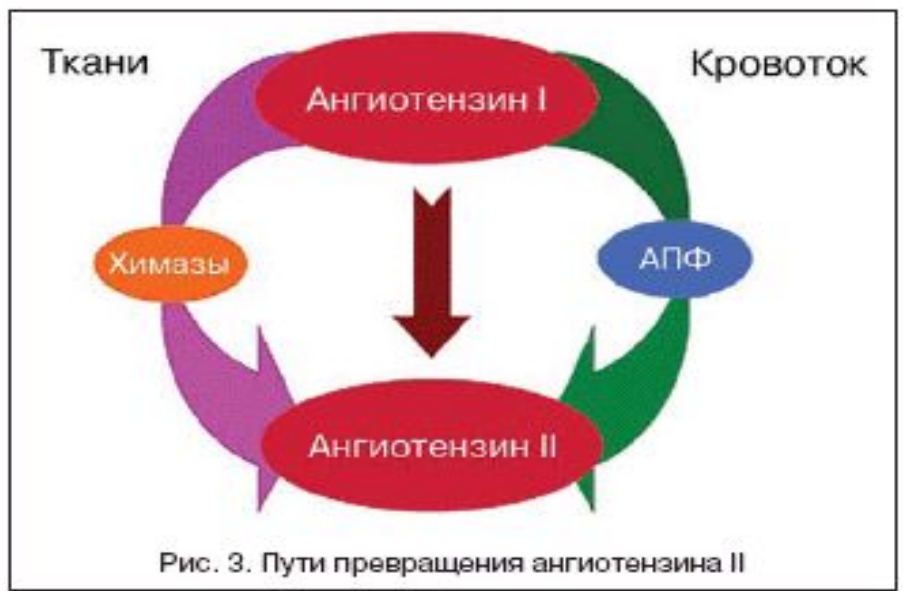 Ткани
Кровоток
Ангиотензин I
Химазы
АПФ
Ангиотензин II
Рис. 3. Пути превращения ангиотензина II